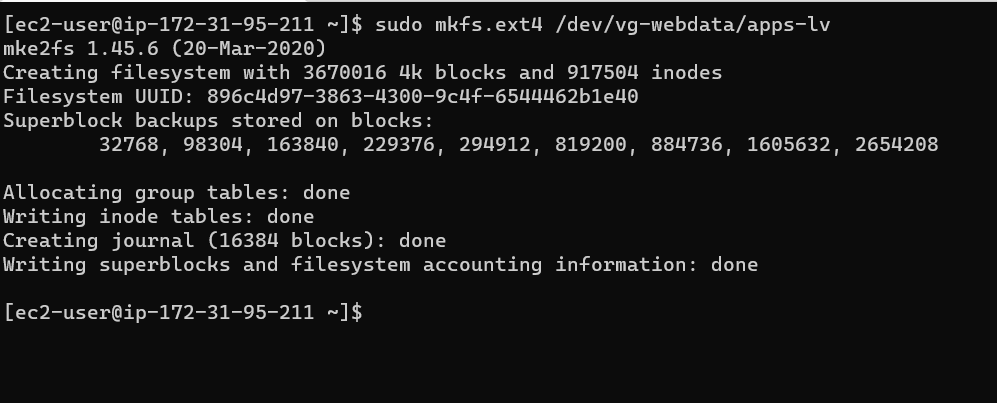 [ec2-user@ip-172-31-95-211 ~]$ sudo mkfs.ext4 /dev/vg-webdata/apps-lv
mke2fs 1.45.6 (20-Mar-2020)
Creating filesystem with 3670016 4k blocks and 917504 inodes
Filesystem UUID: 896c4d97-3863-4300-9c4f-6544462b1e40
Superblock backups stored on blocks:
        32768, 98304, 163840, 229376, 294912, 819200, 884736, 1605632, 2654208

Allocating group tables: done
Writing inode tables: done
Creating journal (16384 blocks): done
Writing superblocks and filesystem accounting information: done

[ec2-user@ip-172-31-95-211 ~]$